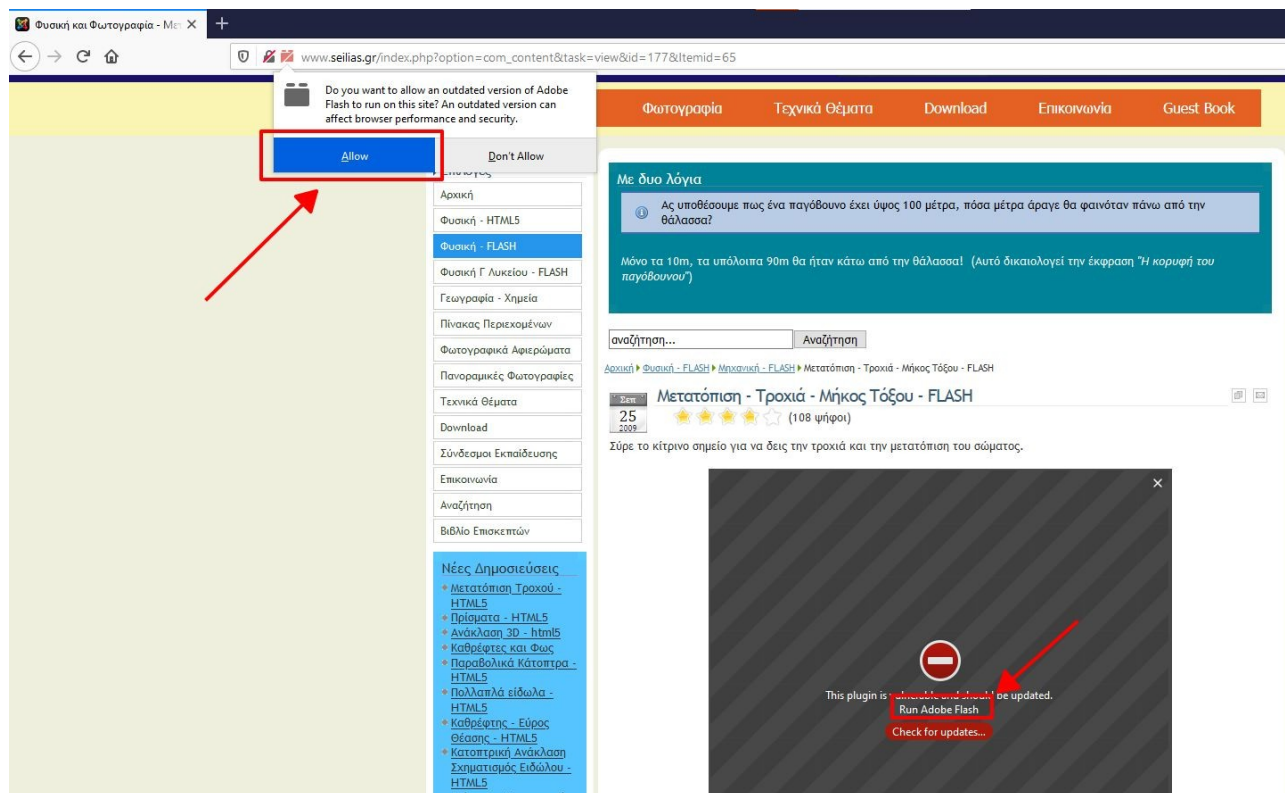 Φυσική και Φωτογραφία - Με
www.seilias.gr/index.php?option=com_content&task=view&id=177&Itemid=65
Do you want to allow an outdated version of Adobe
Flash to run on this site? An outdated version can
affect browser performance and security.
Allow
Don't Allow
Φωτογραφία
Τεχνικά Θέματα
Download
Επικοινωνία
Guest Book
Αρχική
Φυσική - HTML5
Φυσική - FLASH
Φυσική Γ Λυκείου - FLASH
Γεωγραφία - Χημεία
Πίνακας Περιεχομένων
Φωτογραφικά Αφιερώματα
Πανοραμικές Φωτογραφίες
Τεχνικά Θέματα
Download
Σύνδεσμοι Εκπαίδευσης
Επικοινωνία
Αναζήτηση
Βιβλίο Επισκεπτών
Νέες Δημοσιεύσεις
Μετατόπιση Τροχού -
HTML5
Πρίσματα - HTML5
Ανάκλαση 3D - html5
Καθρέφτες και Φως
Παραβολικά Κάτοπτρα -
HTML5
Πολλαπλά είδωλα -
HTML5
Καθρέφτης - Εύρος
Θέασης - HTML5
Κατοπτρική Ανάκλαση
Σχηματισμός Ειδώλου -
HTML5
Με δυο λόγια
Ας υποθέσουμε πως ένα παγόβουνο έχει ύψος 100 μέτρα, πόσα μέτρα άραγε θα φαινόταν πάνω από την
θάλασσα?
Μόνο τα 10m, τα υπόλοιπα 90m θα ήταν κάτω από την θάλασσα! (Αυτό δικαιολογεί την έκφραση "Η κορυφή του
παγόβουνου")
αναζήτηση...
Αναζήτηση
Αρχική Φυσική - FLASH Μηχανική - FLASH Μετατόπιση - Τροχιά - Μήκος Τόξου - FLASH
Σεπ
25
2009
Μετατόπιση - Τροχιά - Μήκος Τόξου - FLASH
(108 ψήφοι)
Σύρε το κίτρινο σημείο για να δεις την τροχιά και την μετατόπιση του σώματος.
This plugin is vulnerable and should be updated.
Run Adobe Flash
Check for updates...